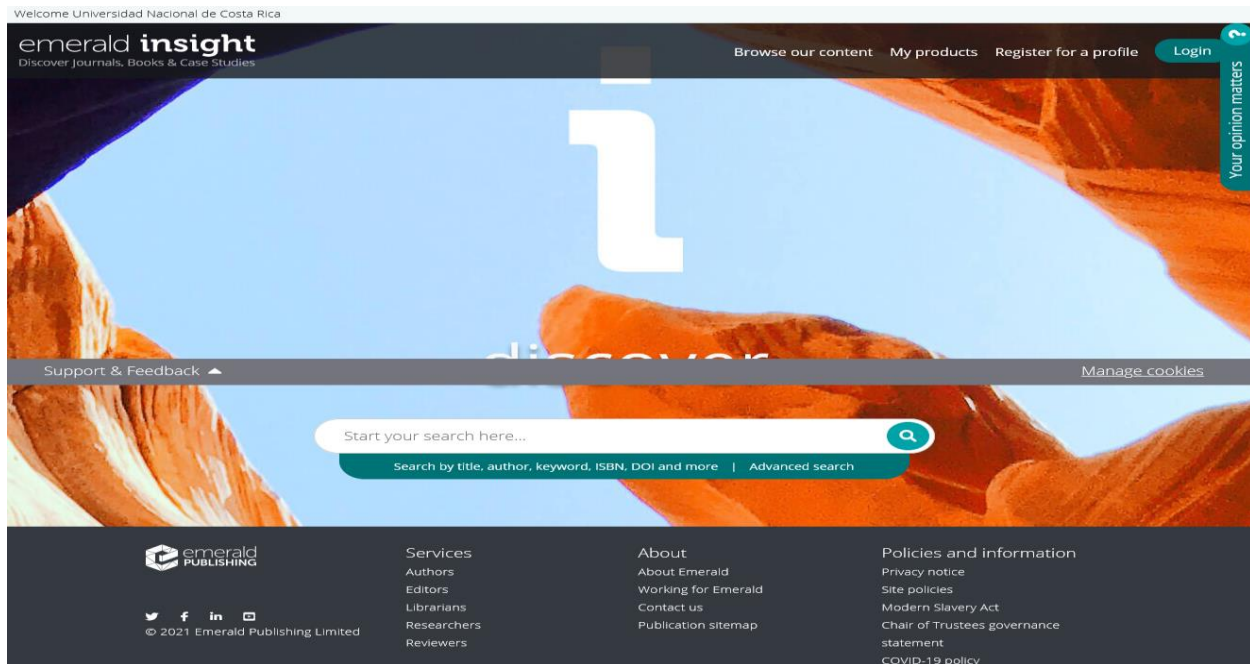 Welcome Universidad Nacional de Costa Rica
emerald insight
Discover Journals, Books & Case Studies
Browse our content My products Register for a profile Login
?
Your opinion matters
i
discover
Support & Feedback
Manage cookies
Start your search here...
Search by title, author, keyword, ISBN, DOI and more | Advanced search
emerald
PUBLISHING
© 2021 Emerald Publishing Limited
Services
Authors
Editors
Librarians
Researchers
Reviewers
About
About Emerald
Working for Emerald
Contact us
Publication sitemap
Policies and information
Privacy notice
Site policies
Modern Slavery Act
Chair of Trustees governance
statement
COVID-19 policy